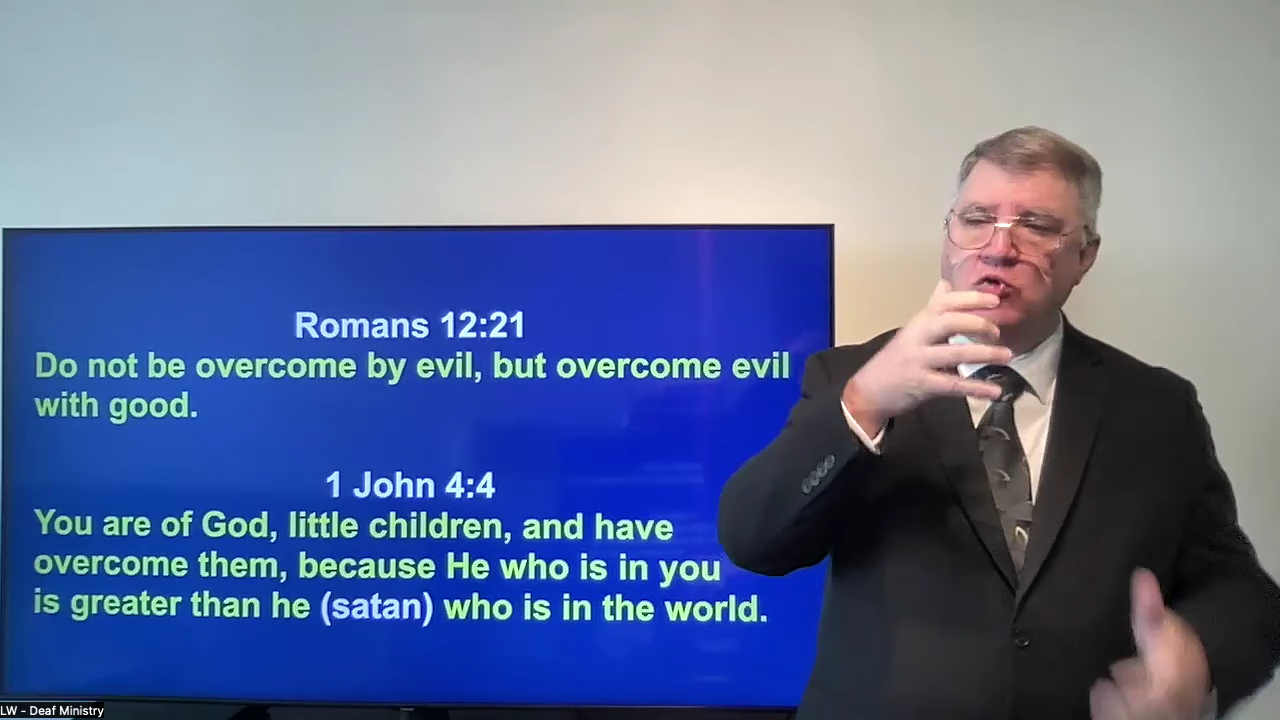 Romans 12:21
Do not be overcome by evil, but overcome evil
with good.
1 John 4:4
You are of God, little children, and have
overcome them, because He who is in you
is greater than he (satan) who is in the world.
LW - Deaf Ministry